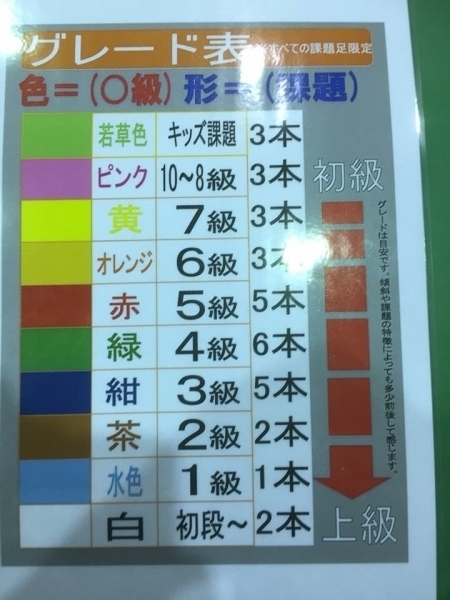 グレード表 ※すべての課題足限定
色＝（○級）形＝（課題）
若草色 キッズ課題 3本
ピンク 10～8級 3本
黄 7級 3本
オレンジ 6級 3本
赤 5級 5本
緑 4級 6本
紺 3級 5本
茶 2級 2本
水色 1級 1本
白 初段～ 2本
初級
上級
グレードは目安です。傾斜や課題の特徴によっても多少前後して感じます。